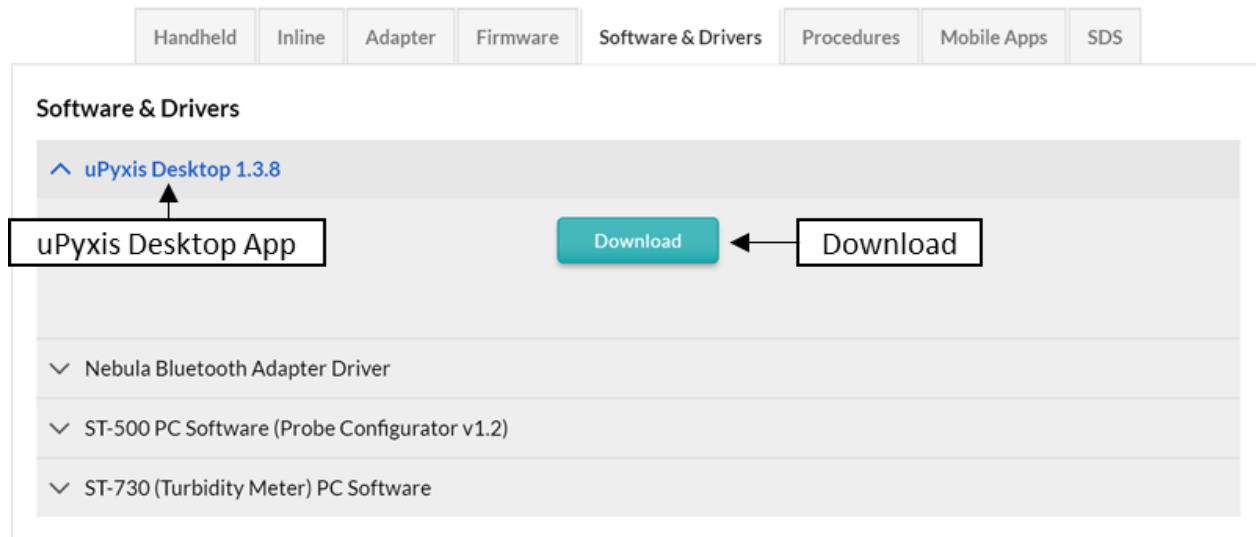 Handheld Inline Adapter Firmware Software & Drivers Procedures Mobile Apps SDS
Software & Drivers
uPyxis Desktop 1.3.8
uPyxis Desktop App
Download
Download
Nebula Bluetooth Adapter Driver
ST-500 PC Software (Probe Configurator v1.2)
ST-730 (Turbidity Meter) PC Software